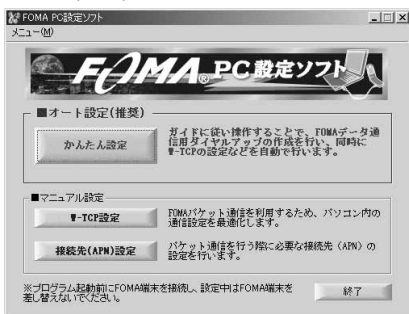 FOMA PC設定ソフト
メニュー(M)
FOMA® PC設定ソフト
■オート設定(推奨)
かんたん設定
ガイドに従い操作することで、FOMAデータ通
信用ダイヤルアップの作成を行い、同時に
W-TCPの設定などを自動で行います。
■マニュアル設定
W-TCP設定
FOMAパケット通信を利用するため、パソコン内の
通信設定を最適化します。
接続先(APN)設定
パケット通信を行う際に必要な接続先（APN）の
設定を行います。
※プログラム起動前にFOMA端末を接続し、設定中はFOMA端末を
差し替えないでください。
終了